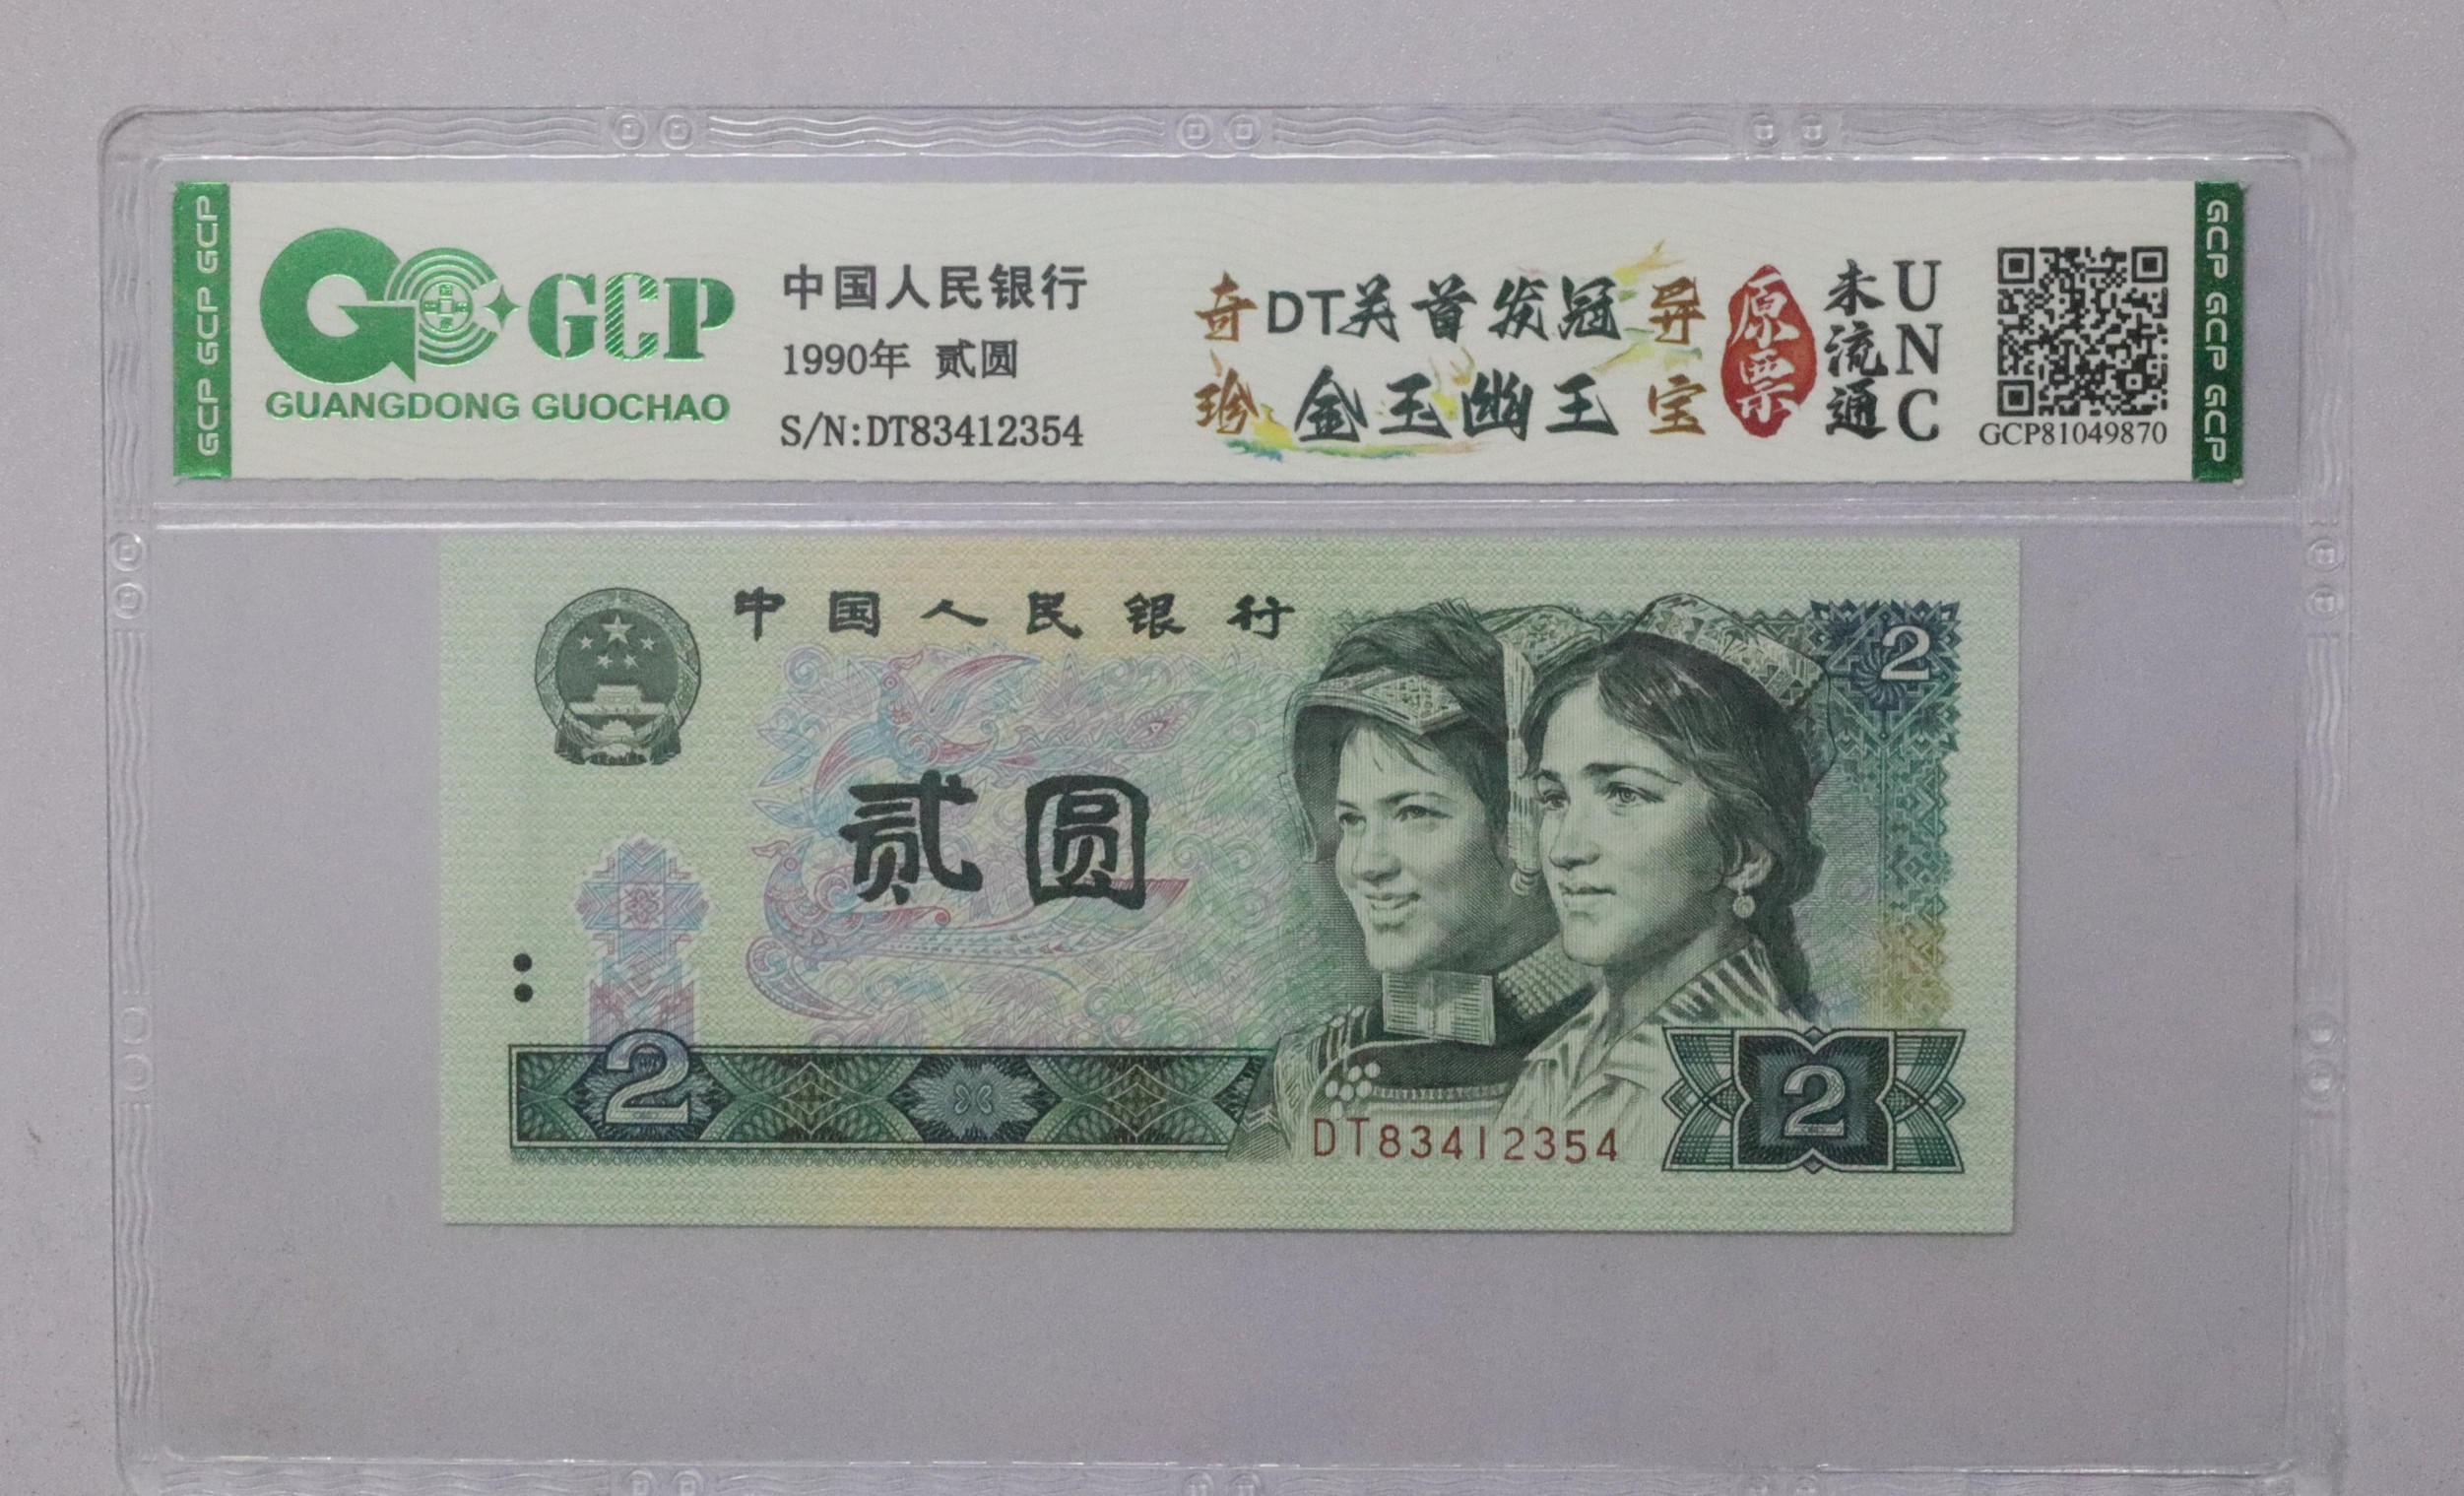 GCP GCP GCP
GCP
GUANGDONG GUOCHAO
中国人民银行
1990年 贰圆
S/N:DT83412354
奇 DT关首发冠 异
珍 金玉幽王 宝
原票
未流通
UNC
GCP81049870
GCP GCP GCP
中国人民银行
2
贰圆
2
DT83412354
2